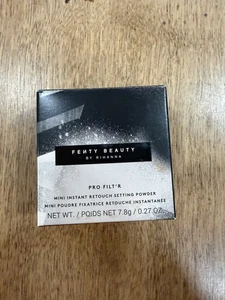 FEИTY BEAUTY
BY RIHANNA
PRO FILT'R
MINI INSTANT RETOUCH SETTING POWDER
MINI POUDRE FIXATRICE RETOUCHE INSTANTANÉE
NET WT. / POIDS NET 7.8g / 0.27 OZ.